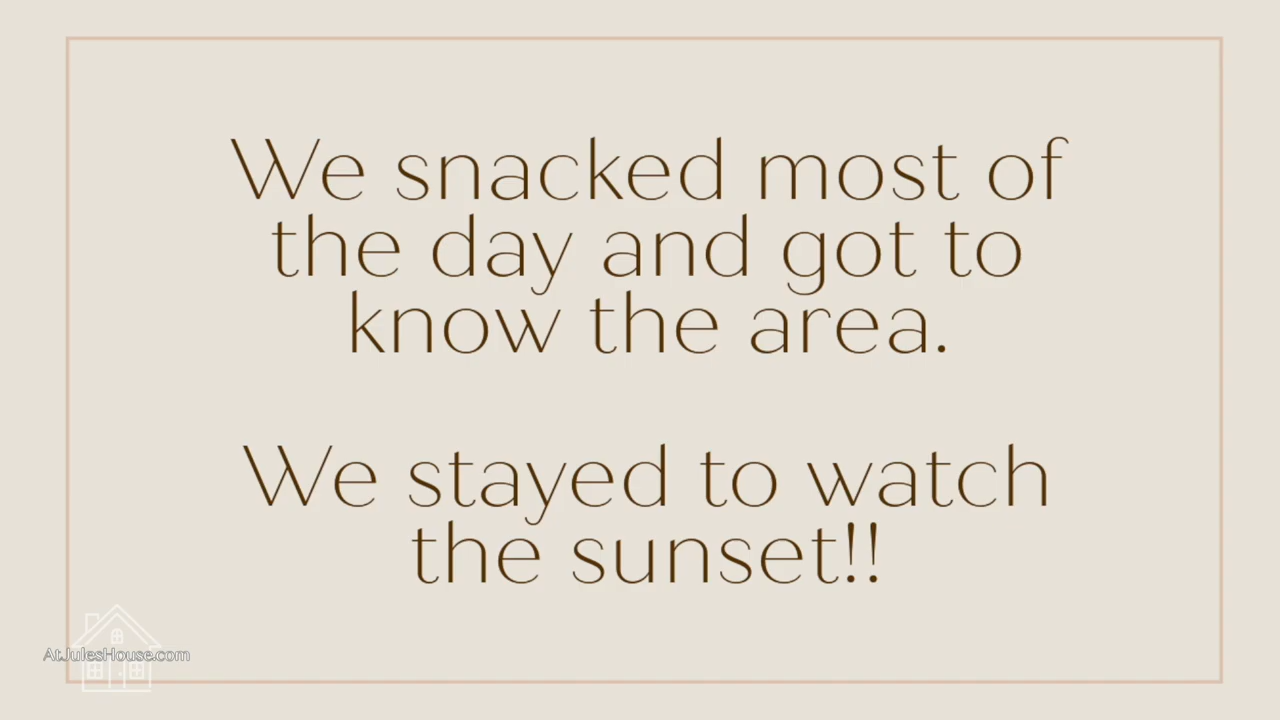 We snacked most of
the day and got to
know the area.
We stayed to watch
the sunset!!
AtJulesHouse.com